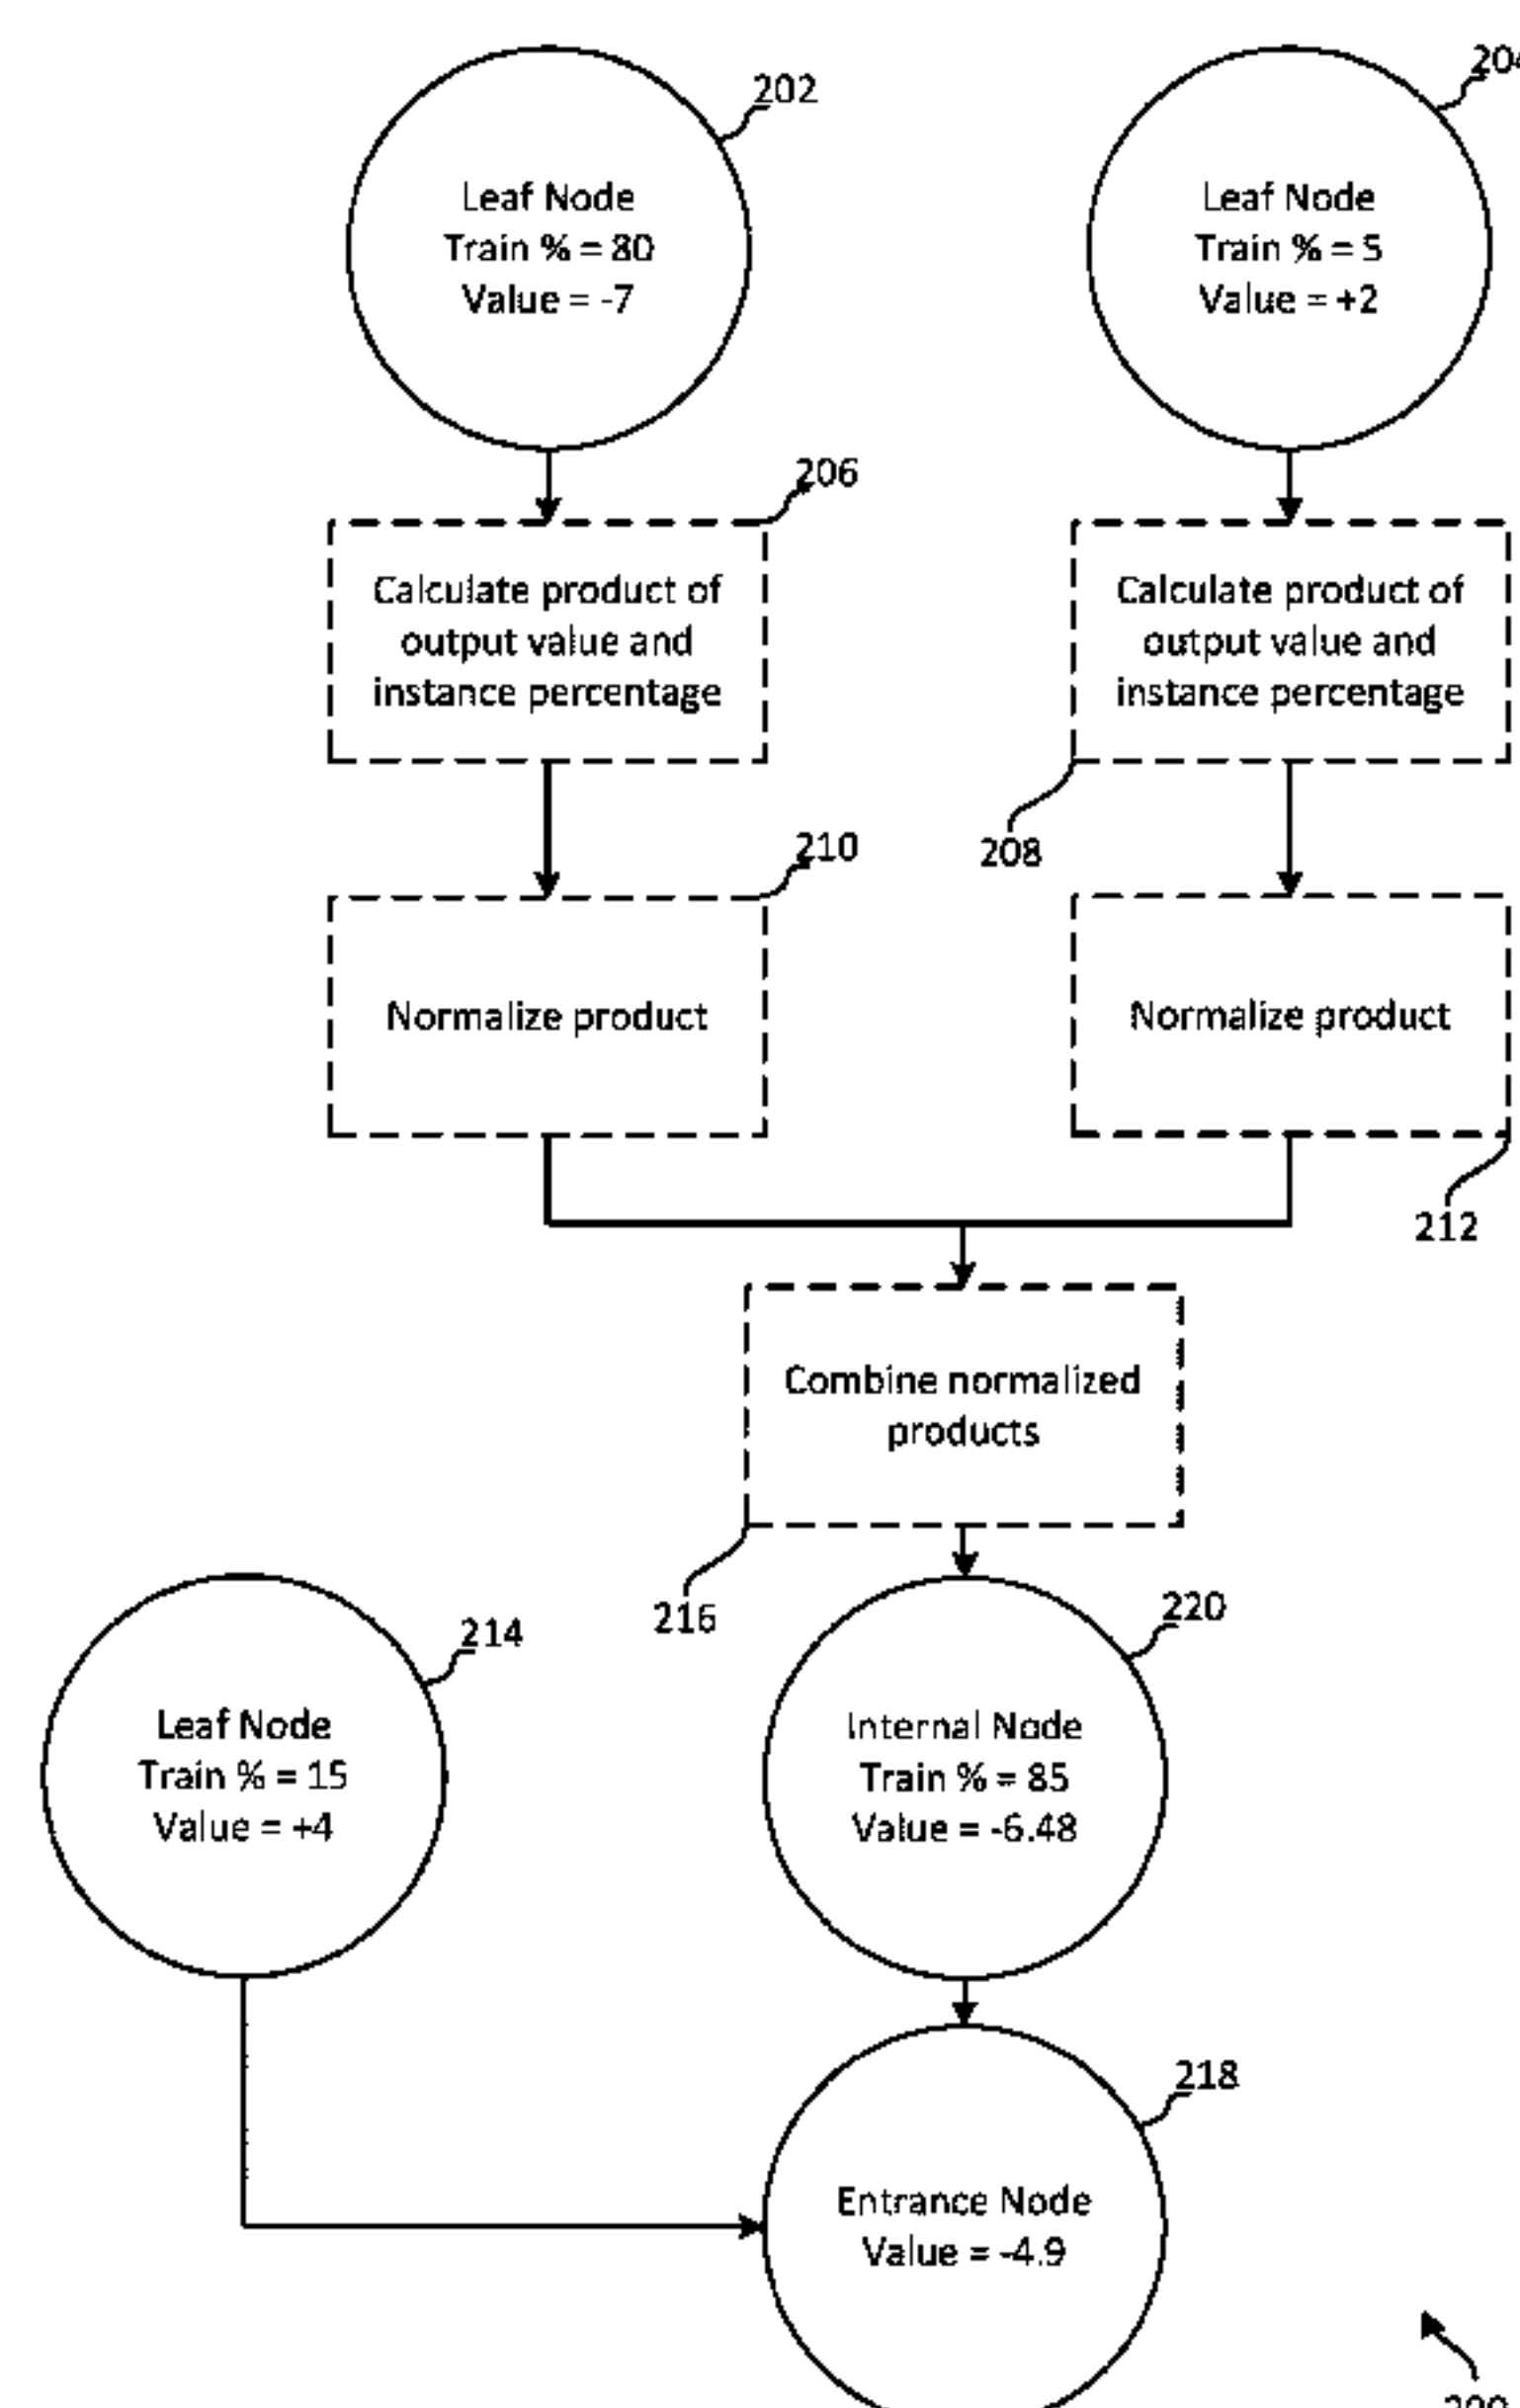 202
Leaf Node
Train % = 80
Value = -7
Leaf Node
Train % = 5
Value = +2
206
Calculate product of
output value and
instance percentage
Calculate product of
output value and
instance percentage
208
210
Normalize product
Normalize product
212
Combine normalized
products
216
214
Leaf Node
Train % = 15
Value = +4
220
Internal Node
Train % = 85
Value = -6.48
218
Entrance Node
Value = -4.9